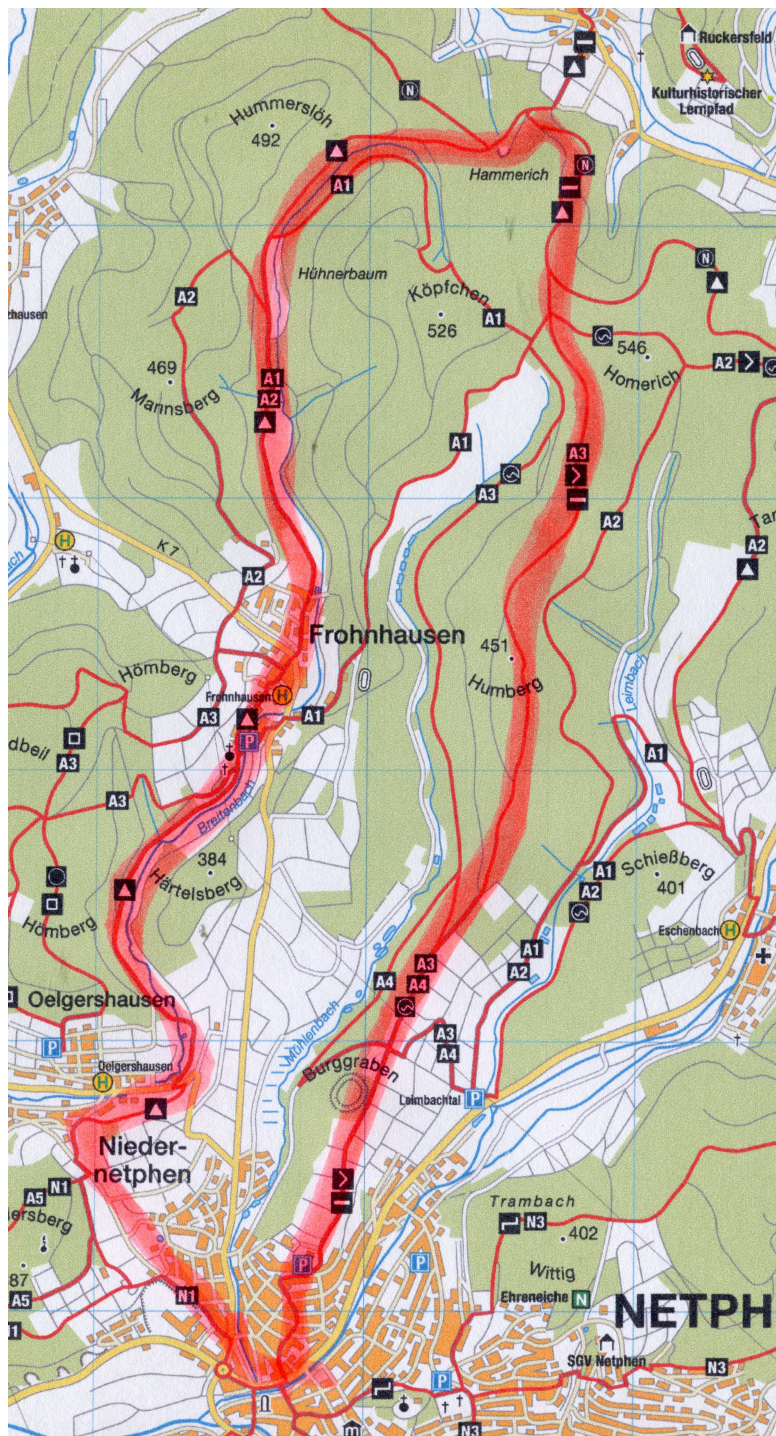 Ruckersfeld
Kulturhistorischer
Lernpfad
Hummerslöh
492
N
A1
Hammerich
N
Hühnerbaum
A2
Köpfchen
526
A1
N
546
Homerich
A2
469
Mannsberg
A1
A2
A1
A3
A3
A2
A2
H
K7
A2
Frohnhausen
451
Humberg
Leimbach
Hömberg
Frohnhausen
H
A3
A1
P
A1
A3
A3
Breitenbach
384
Härtelsberg
A1
A2
Schießberg
401
Hömberg
Eschenbach
H
A1
A2
A3
A4
A4
Oelgershausen
Mühlenbach
P
A3
A4
Oelgershausen
H
Burggraben
Leimbachtal
P
Nieder-
netphen
N1
A5
Trambach
N3
402
Wittig
P
P
Ehreneiche
N
A5
N1
NETPH
SGV Netphen
N3
P
N3